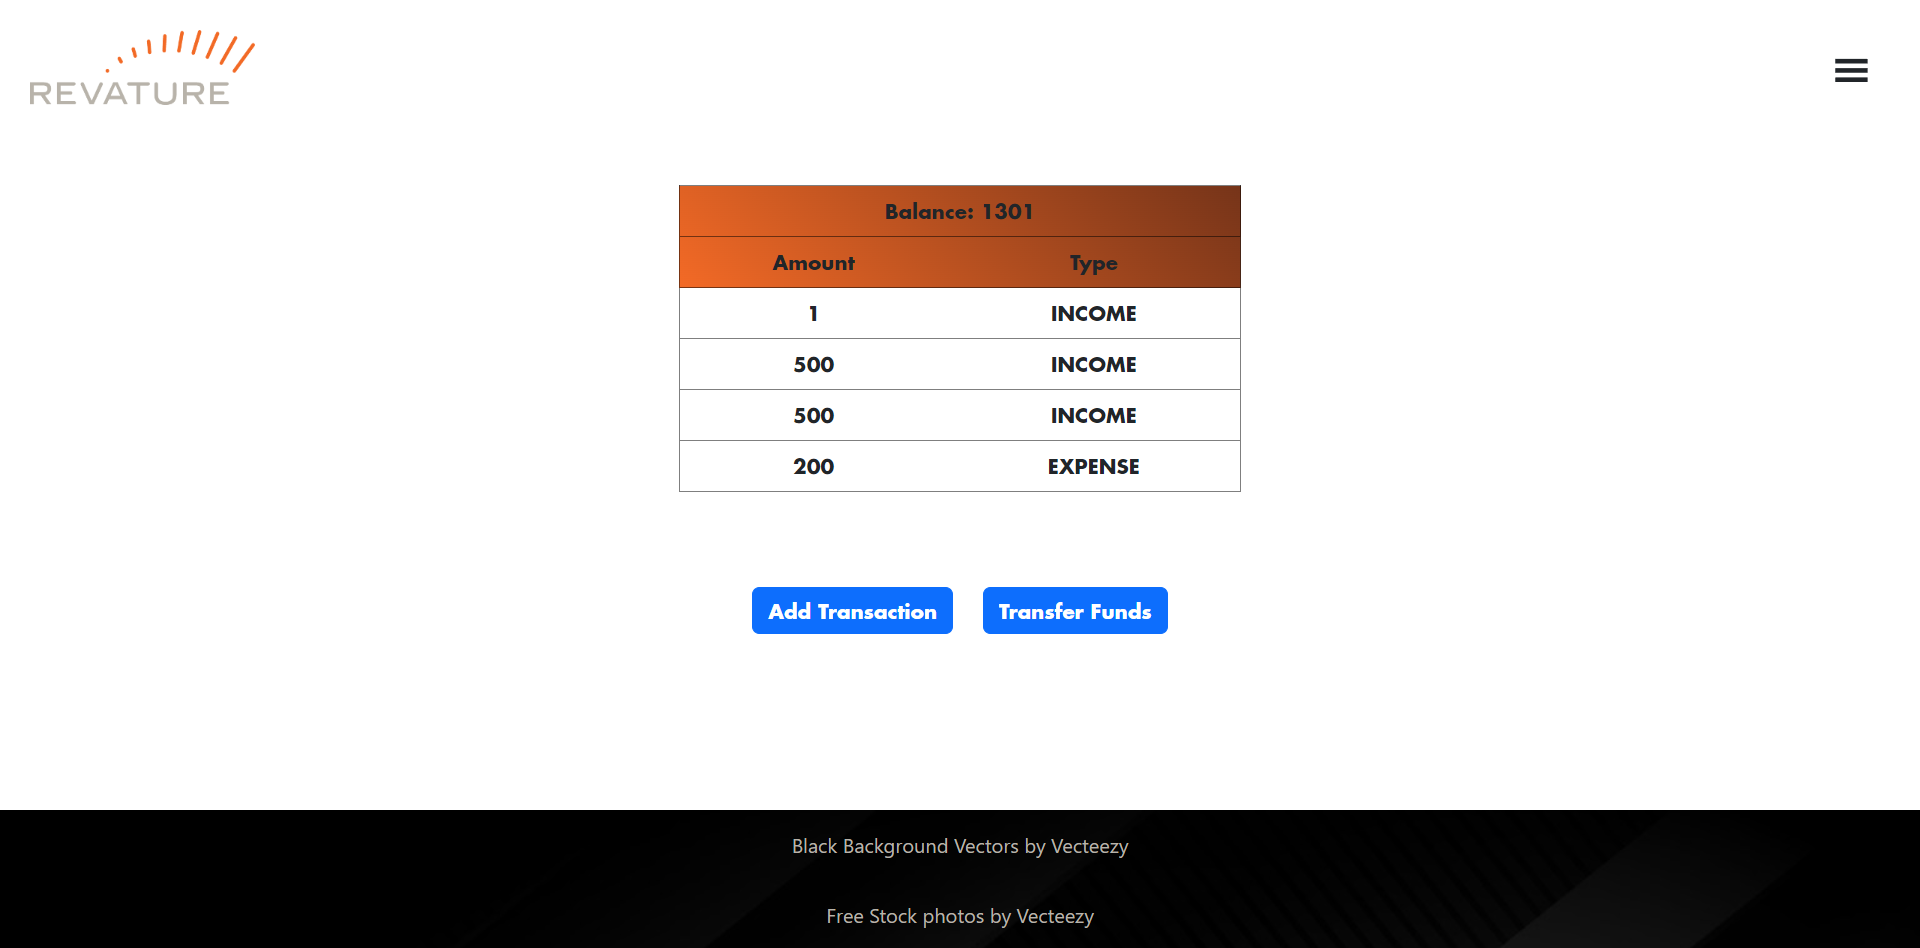 REVATURE
Balance: 1301
Amount Type
1 INCOME
500 INCOME
500 INCOME
200 EXPENSE
Add Transaction Transfer Funds
Black Background Vectors by Vecteezy
Free Stock photos by Vecteezy